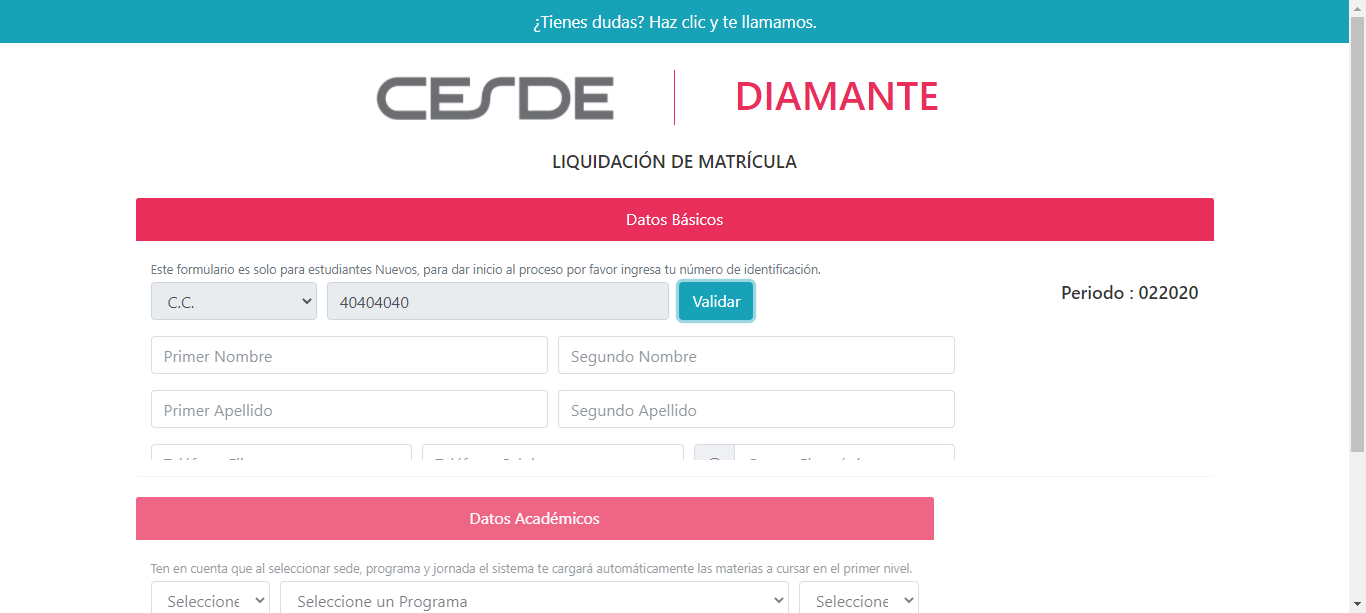 ¿Tienes dudas? Haz clic y te llamamos.
CESDE
DIAMANTE
LIQUIDACIÓN DE MATRÍCULA
Datos Básicos
Este formulario es solo para estudiantes Nuevos, para dar inicio al proceso por favor ingresa tu número de identificación.
C.C. 40404040 Validar
Periodo : 022020
Primer Nombre Segundo Nombre
Primer Apellido Segundo Apellido
Datos Académicos
Ten en cuenta que al seleccionar sede, programa y jornada el sistema te cargará automáticamente las materias a cursar en el primer nivel.
Seleccione Seleccione un Programa Seleccione